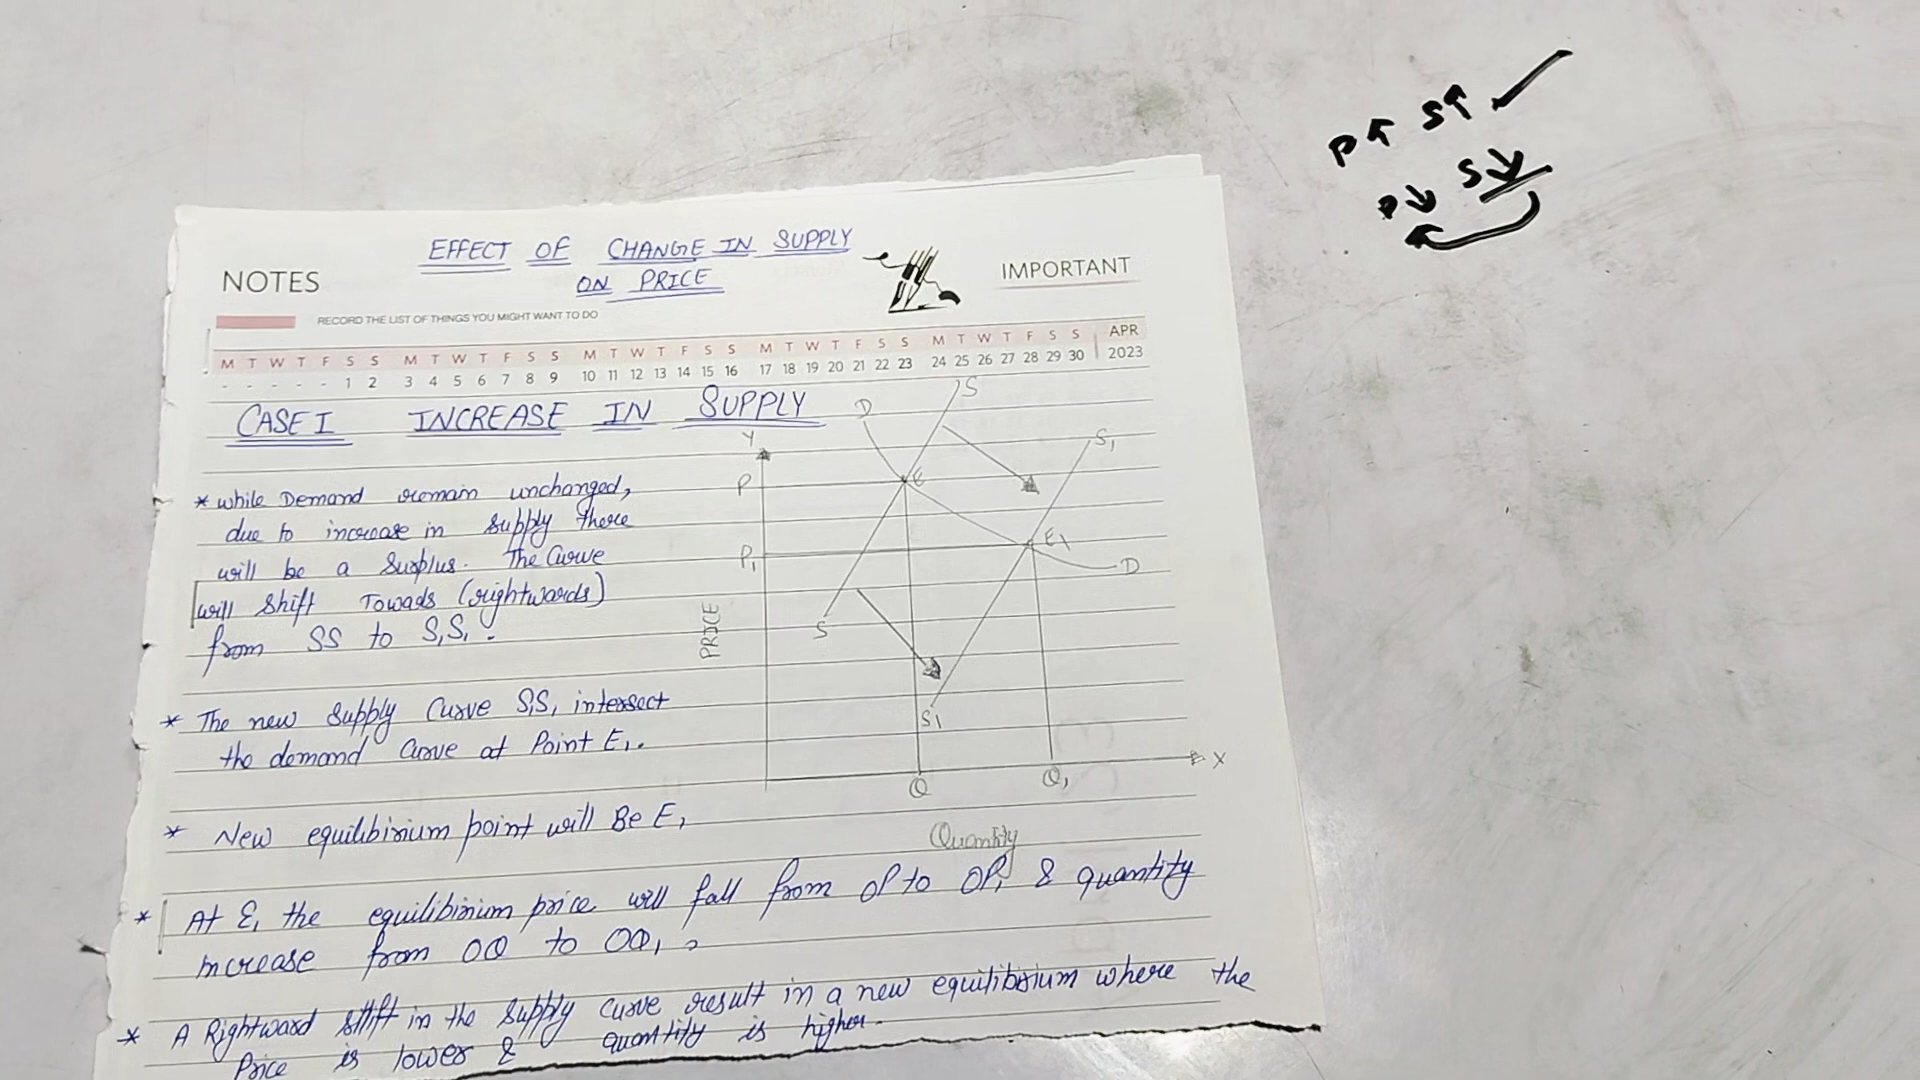 P↑ S↑ ✓
P↓ S↓
EFFECT OF CHANGE IN SUPPLY
ON PRICE
NOTES
IMPORTANT
RECORD THE LIST OF THINGS YOU MIGHT WANT TO DO
M T W T F S S M T W T F S S M T W T F S S M T W T F S S M T W T F S S APR
- - - - - 1 2 3 4 5 6 7 8 9 10 11 12 13 14 15 16 17 18 19 20 21 22 23 24 25 26 27 28 29 30 2023
CASE I INCREASE IN SUPPLY
* while Demand remain unchanged,
due to increase in supply there
will be a Surplus. The Curve
will shift Towads (rightwards)
from SS to S₁S₁.
* The new Supply Curve S₁S₁ intersect
the demand Curve at Point E₁.
* New equilibirium point will Be E₁
Y
D
S
S₁
P
E
P₁
E₁
D
PRICE
S
S₁
Q
Q₁
X
Quantity
* At E₁ the equilibirium price will fall from OP to OP₁ & quantity
increase from OQ to OQ₁.
* A Rightward shift in the Supply Curve result in a new equilibirium where the
Price is lower & quantity is higher.